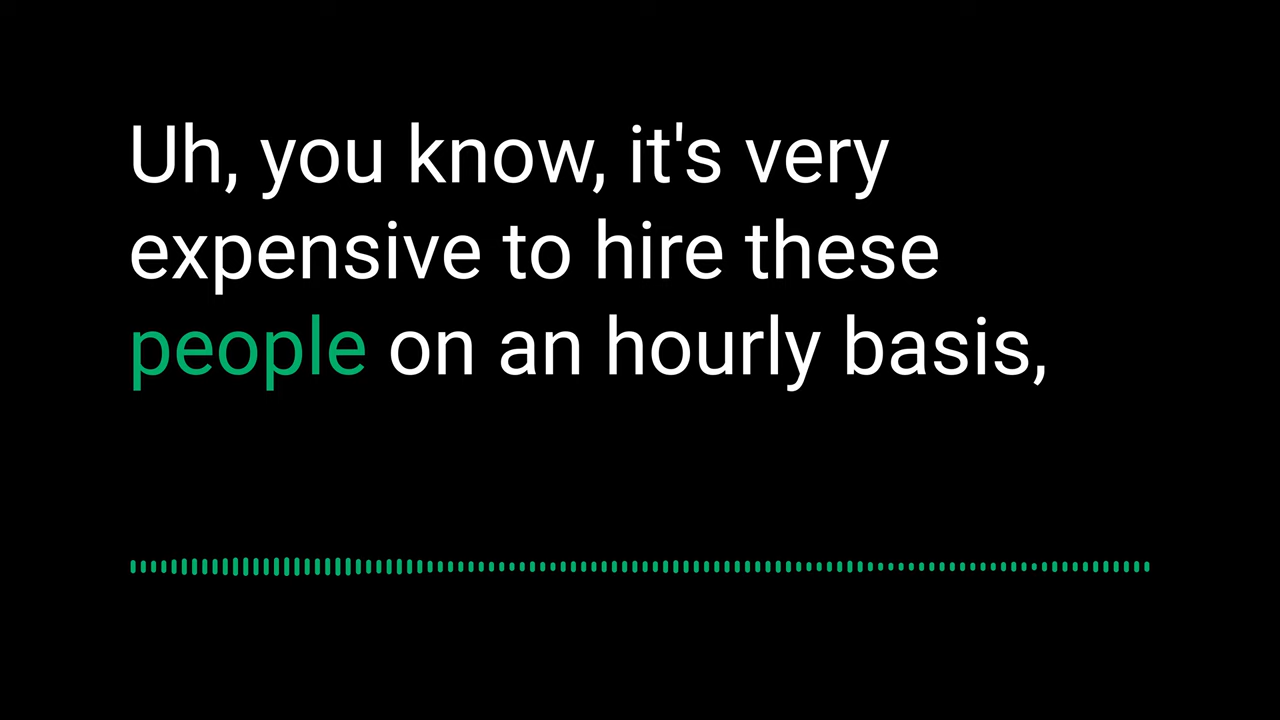 Uh, you know, it's very
expensive to hire these
people on an hourly basis,